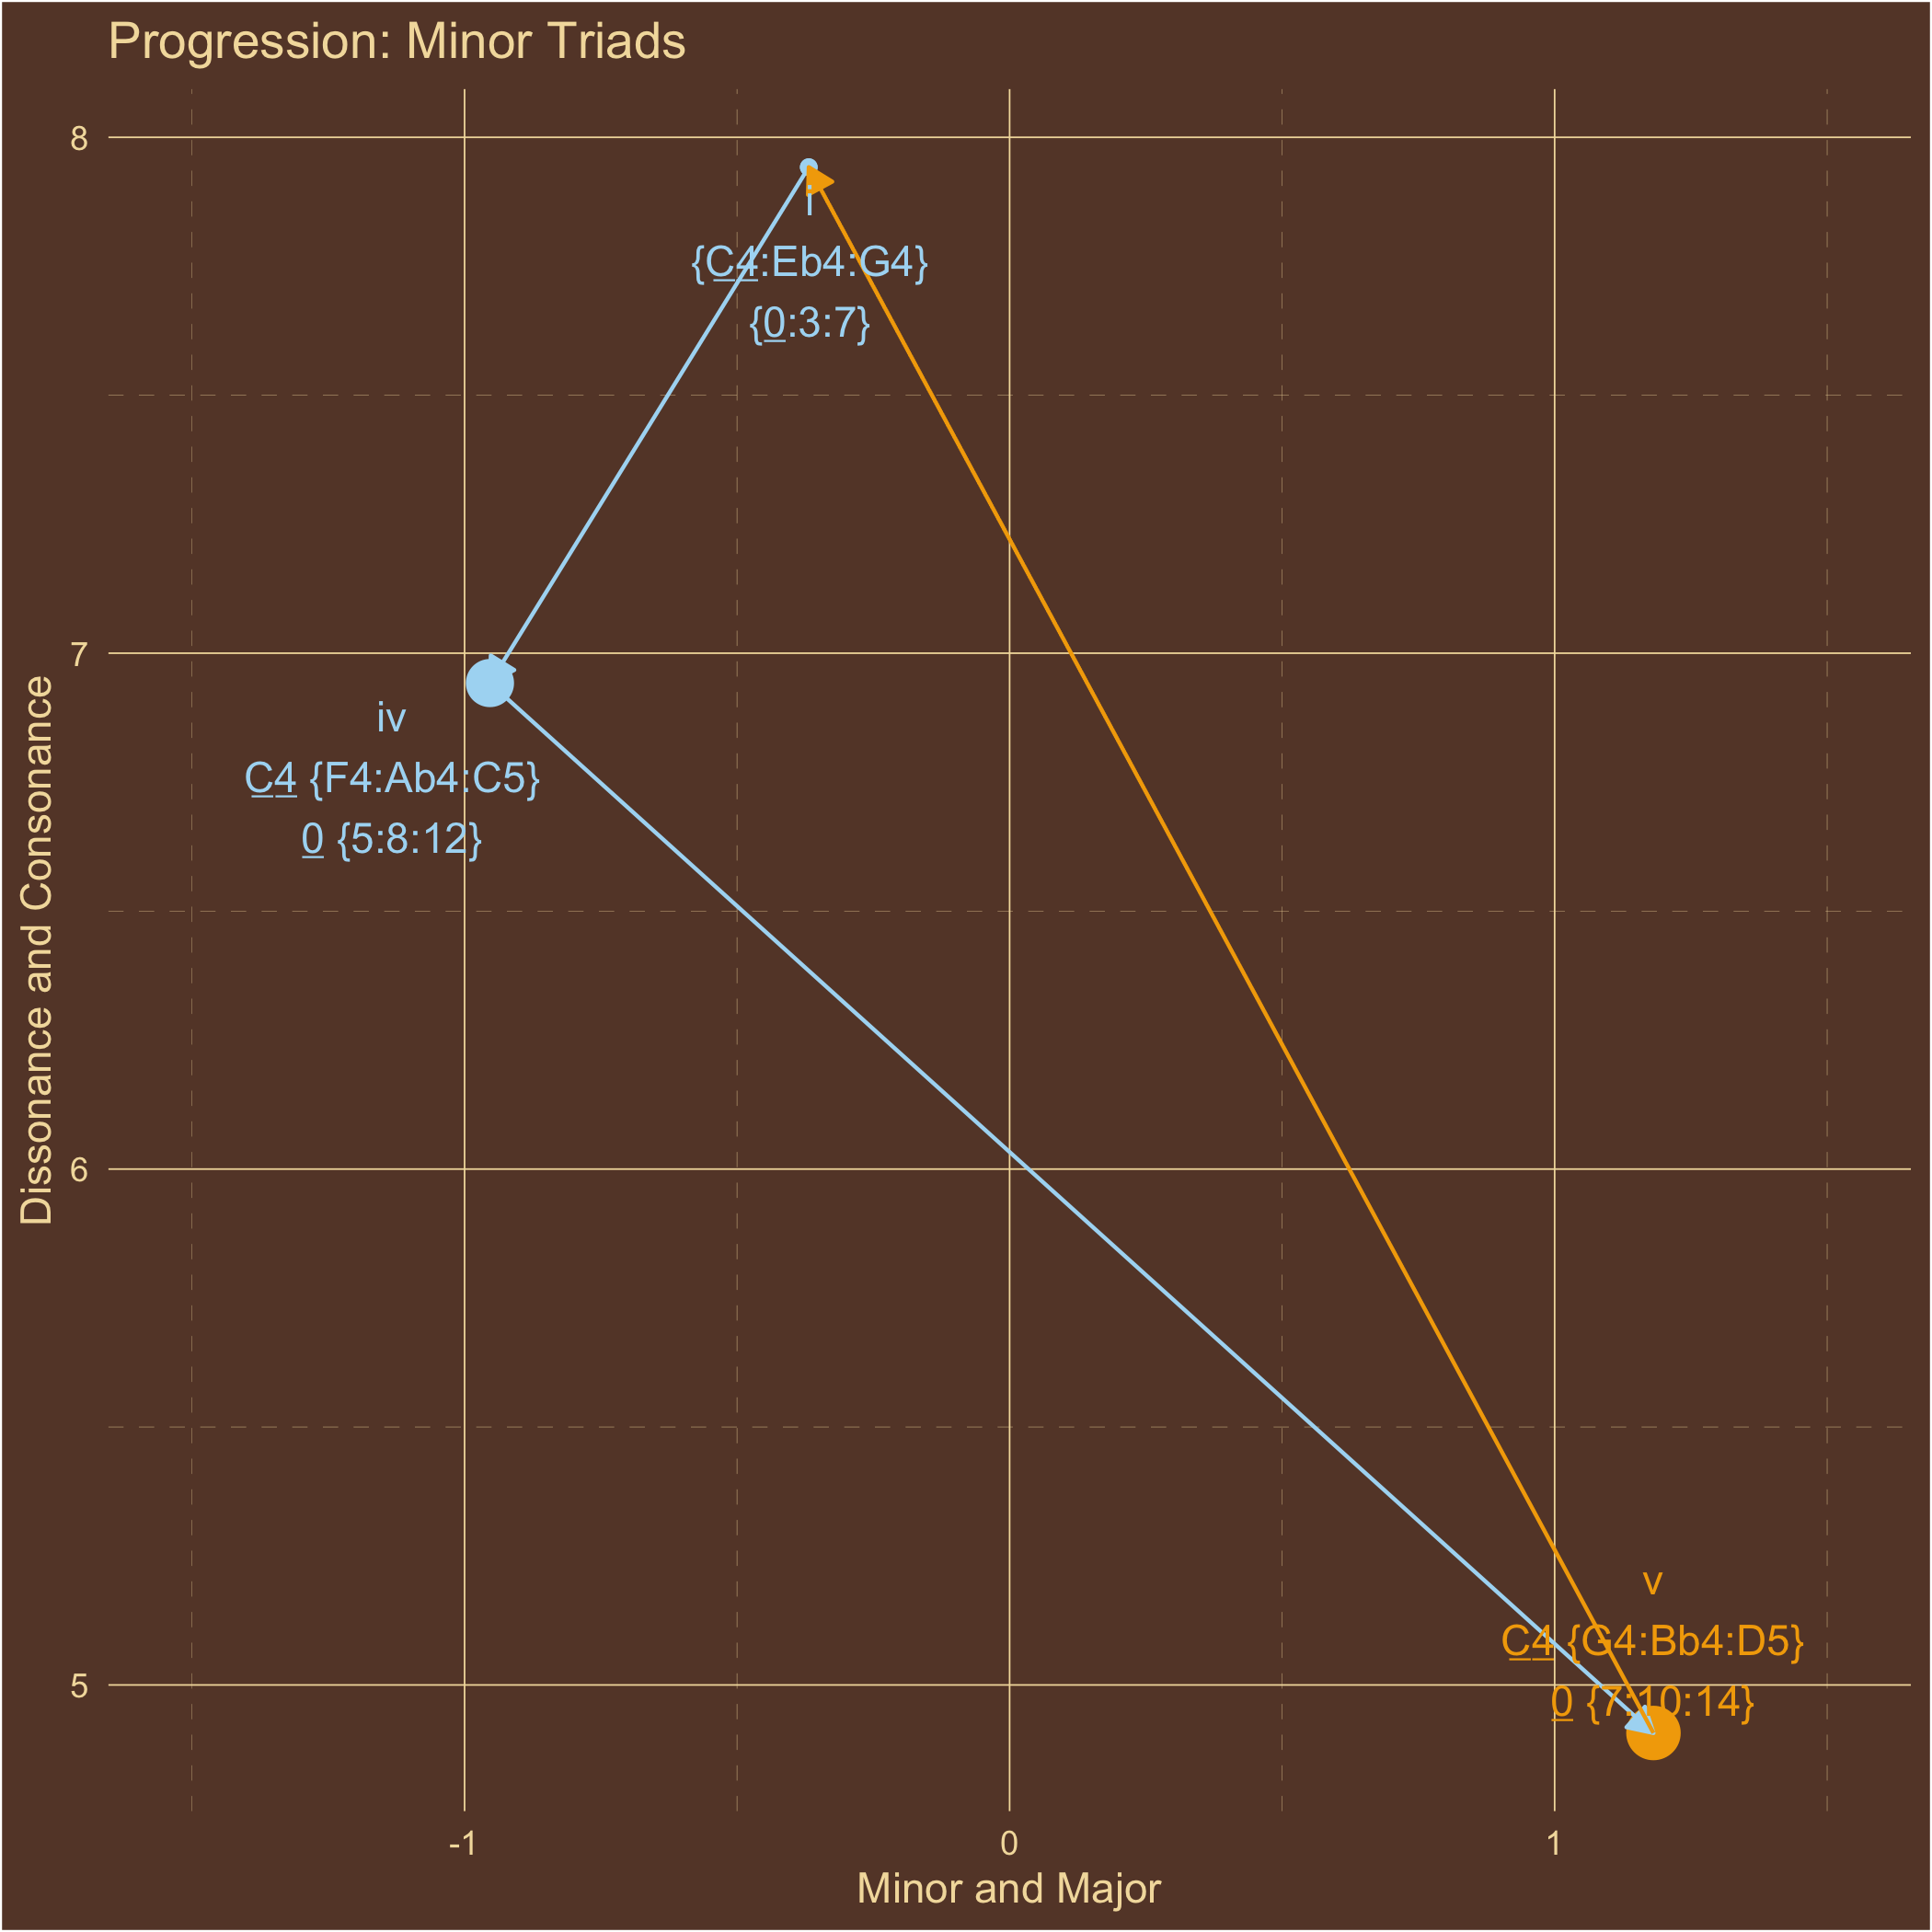 Progression: Minor Triads
8
i
{C4:Eb4:G4}
{0:3:7}
7
iv
C4 {F4:Ab4:C5}
0 {5:8:12}
Dissonance and Consonance
6
v
C4 {G4:Bb4:D5}
5
0 {7:10:14}
-1
0
1
Minor and Major